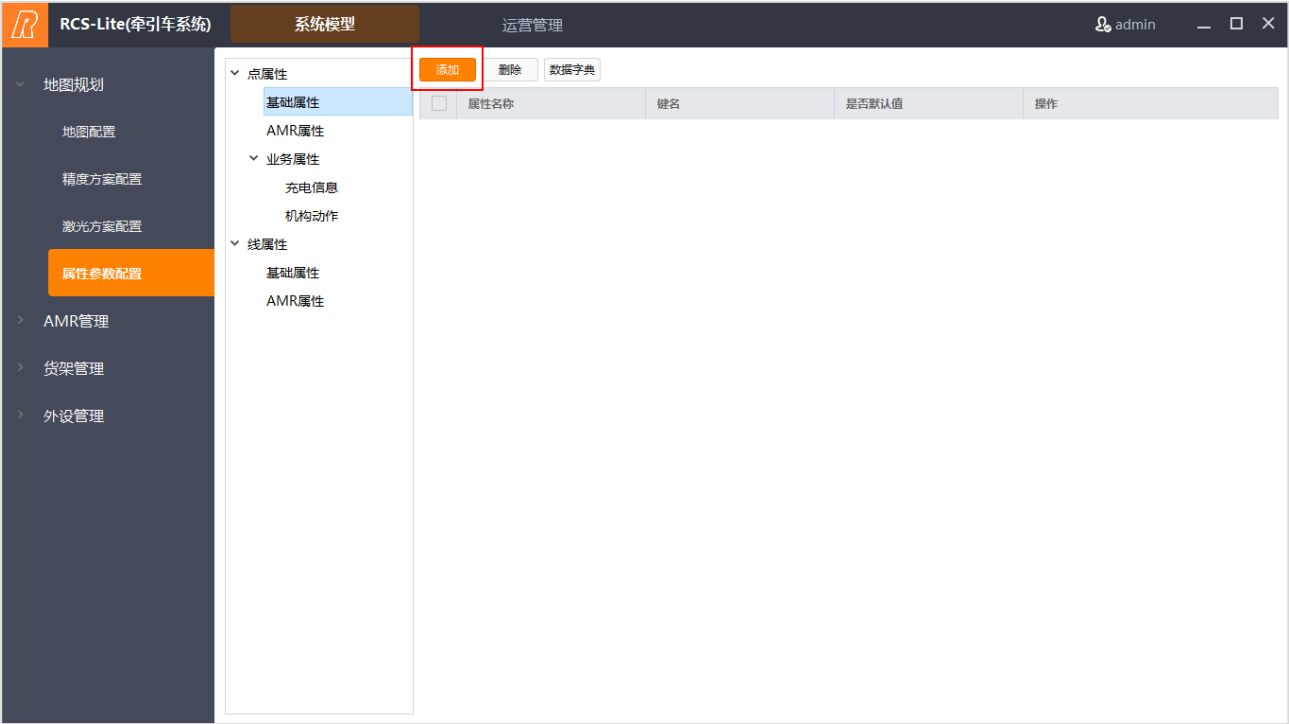 R RCS-Lite(牵引车系统) 系统模型 运营管理 admin
地图规划
地图配置
精度方案配置
激光方案配置
属性参数配置
AMR管理
货架管理
外设管理
点属性
基础属性
AMR属性
业务属性
充电信息
机构动作
线属性
基础属性
AMR属性
添加 删除 数据字典
属性名称 键名 是否默认值 操作